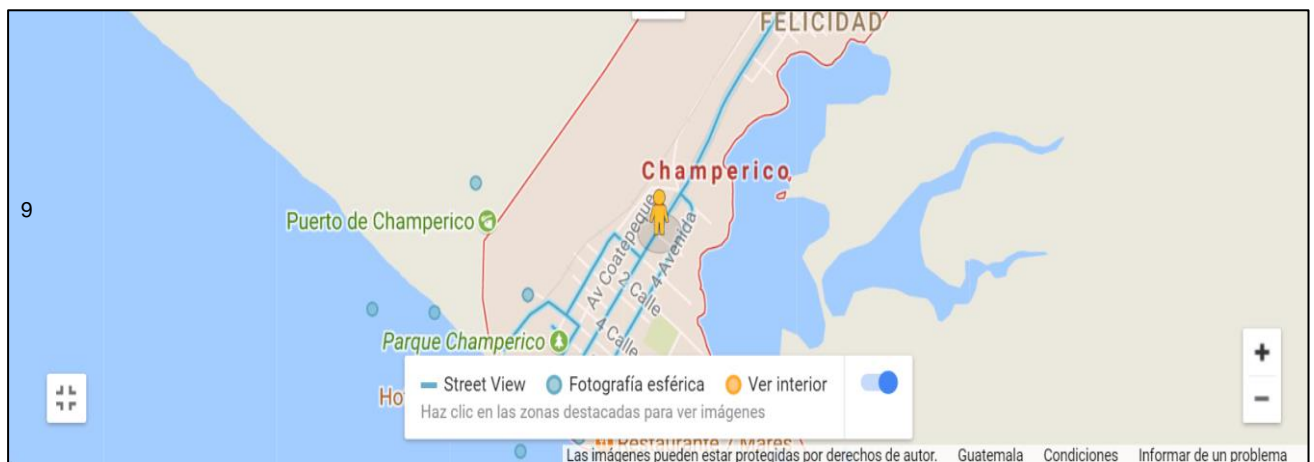 FELICIDAD
Champerico
9
Puerto de Champerico
Av Coatepeque
4 Avenida
2 Calle
4 Calle
Parque Champerico
Street View Fotografía esférica Ver interior
Ho
Haz clic en las zonas destacadas para ver imágenes
Restaurante 7 Mares
Las imágenes pueden estar protegidas por derechos de autor. Guatemala Condiciones Informar de un problema